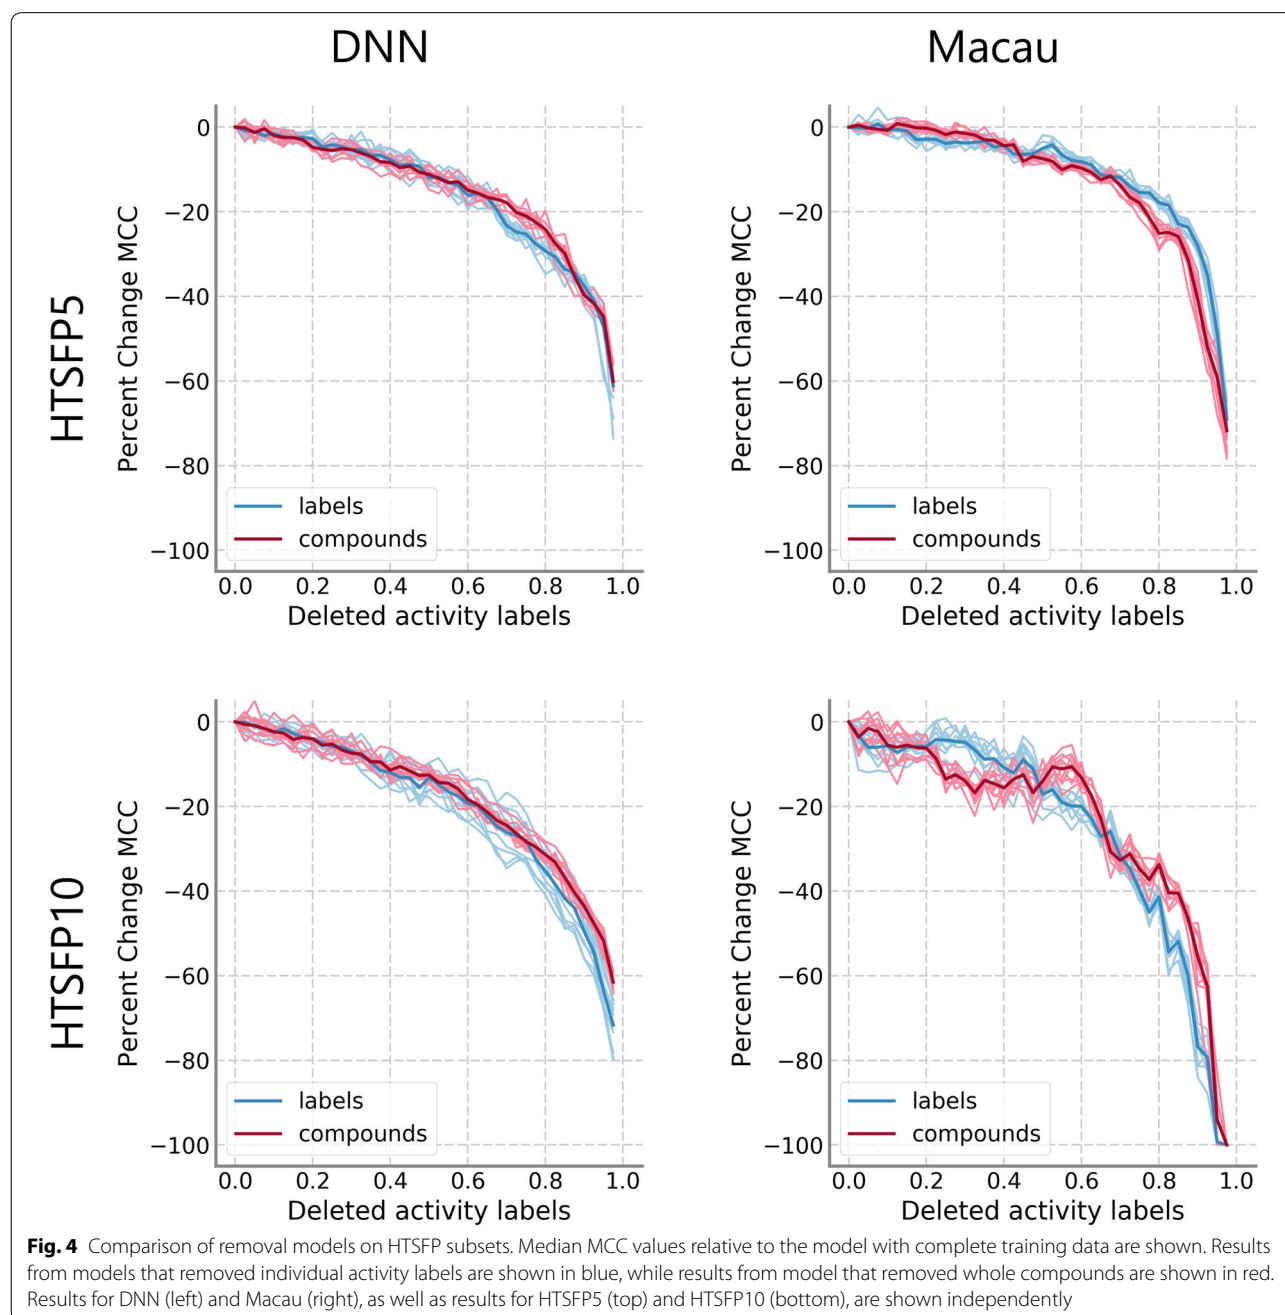 DNN
Macau
HTSFP5
Percent Change MCC
0
−20
−40
−60
−80
−100
labels
compounds
0.0 0.2 0.4 0.6 0.8 1.0
Deleted activity labels
Percent Change MCC
0
−20
−40
−60
−80
−100
labels
compounds
0.0 0.2 0.4 0.6 0.8 1.0
Deleted activity labels
HTSFP10
Percent Change MCC
0
−20
−40
−60
−80
−100
labels
compounds
0.0 0.2 0.4 0.6 0.8 1.0
Deleted activity labels
Percent Change MCC
0
−20
−40
−60
−80
−100
labels
compounds
0.0 0.2 0.4 0.6 0.8 1.0
Deleted activity labels
Fig. 4 Comparison of removal models on HTSFP subsets. Median MCC values relative to the model with complete training data are shown. Results
from models that removed individual activity labels are shown in blue, while results from model that removed whole compounds are shown in red.
Results for DNN (left) and Macau (right), as well as results for HTSFP5 (top) and HTSFP10 (bottom), are shown independently